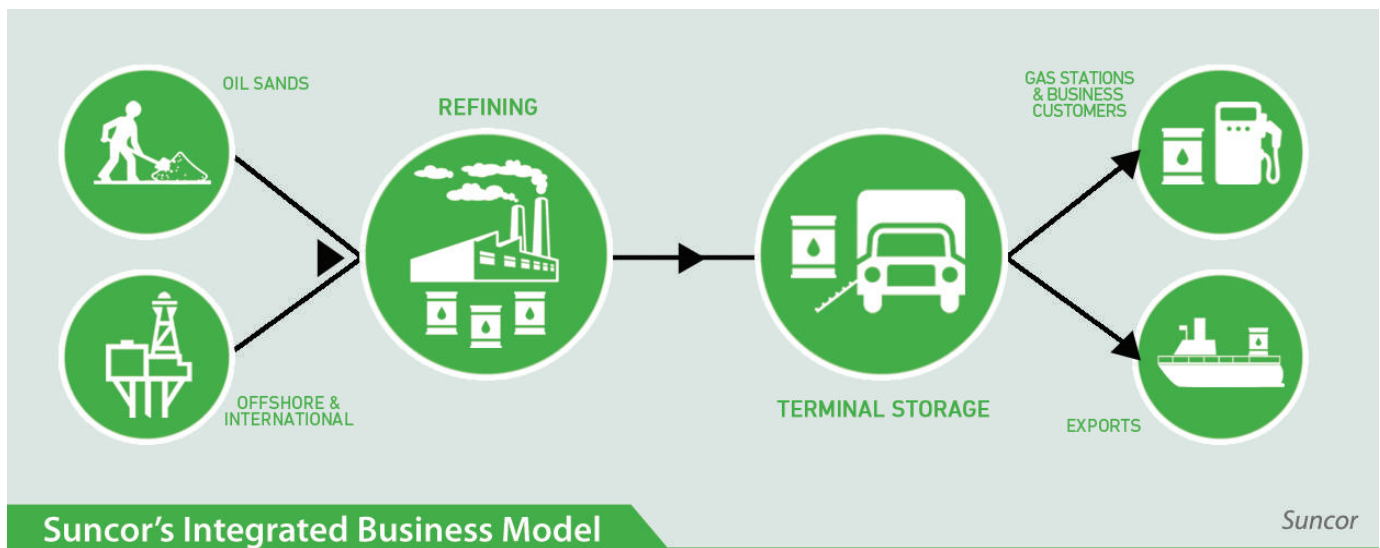 OIL SANDS
REFINING
GAS STATIONS
& BUSINESS
CUSTOMERS
OFFSHORE &
INTERNATIONAL
TERMINAL STORAGE
EXPORTS
Suncor's Integrated Business Model
Suncor